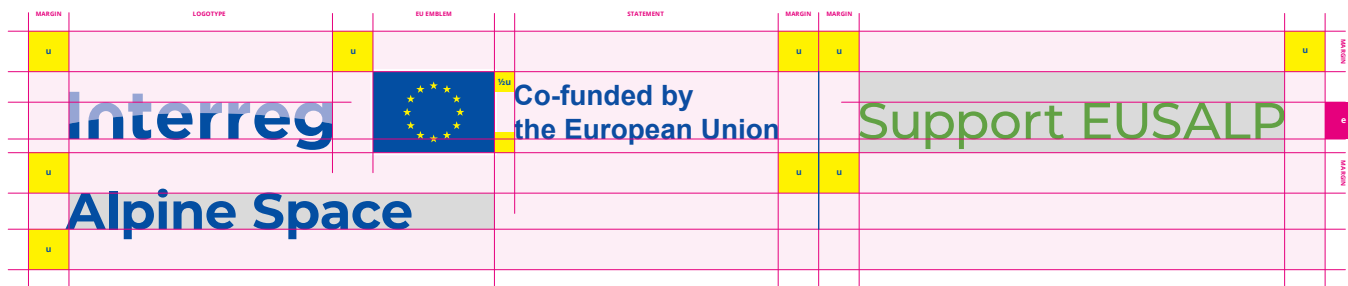 MARGIN LOGOTYPE EU EMBLEM STATEMENT MARGIN MARGIN
u u u u u
MARGIN
Interreg
½u
Co-funded by
the European Union
Support EUSALP
e
u u u
MARGIN
Alpine Space
u